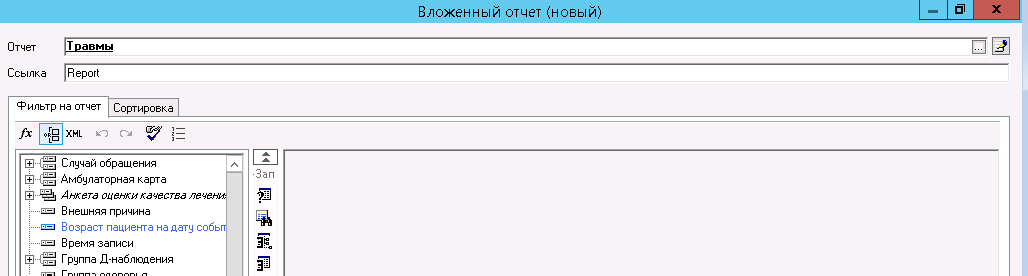 Вложенный отчет (новый)
Отчет
Травмы
...
Ссылка
Report
Фильтр на отчет
Сортировка
fx
XML
Случай обращения
Амбулаторная карта
Анкета оценки качества лечени
Внешняя причина
Возраст пациента на дату событ
Время записи
Группа Д-наблюдения
Группа здоровья
Зап